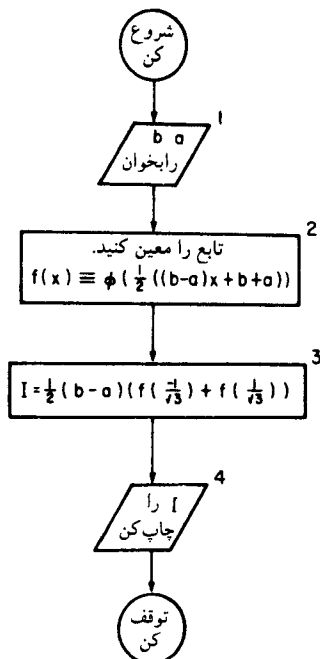 شروع
کن
1
b a
رابخوان
2
تابع را معین کنید.
f(x) ≡ ϕ(½((b-a)x+b+a))
3
I=½(b-a)(f(-1/√3)+f(1/√3))
4
I را
چاپ‌کن
توقف
کن